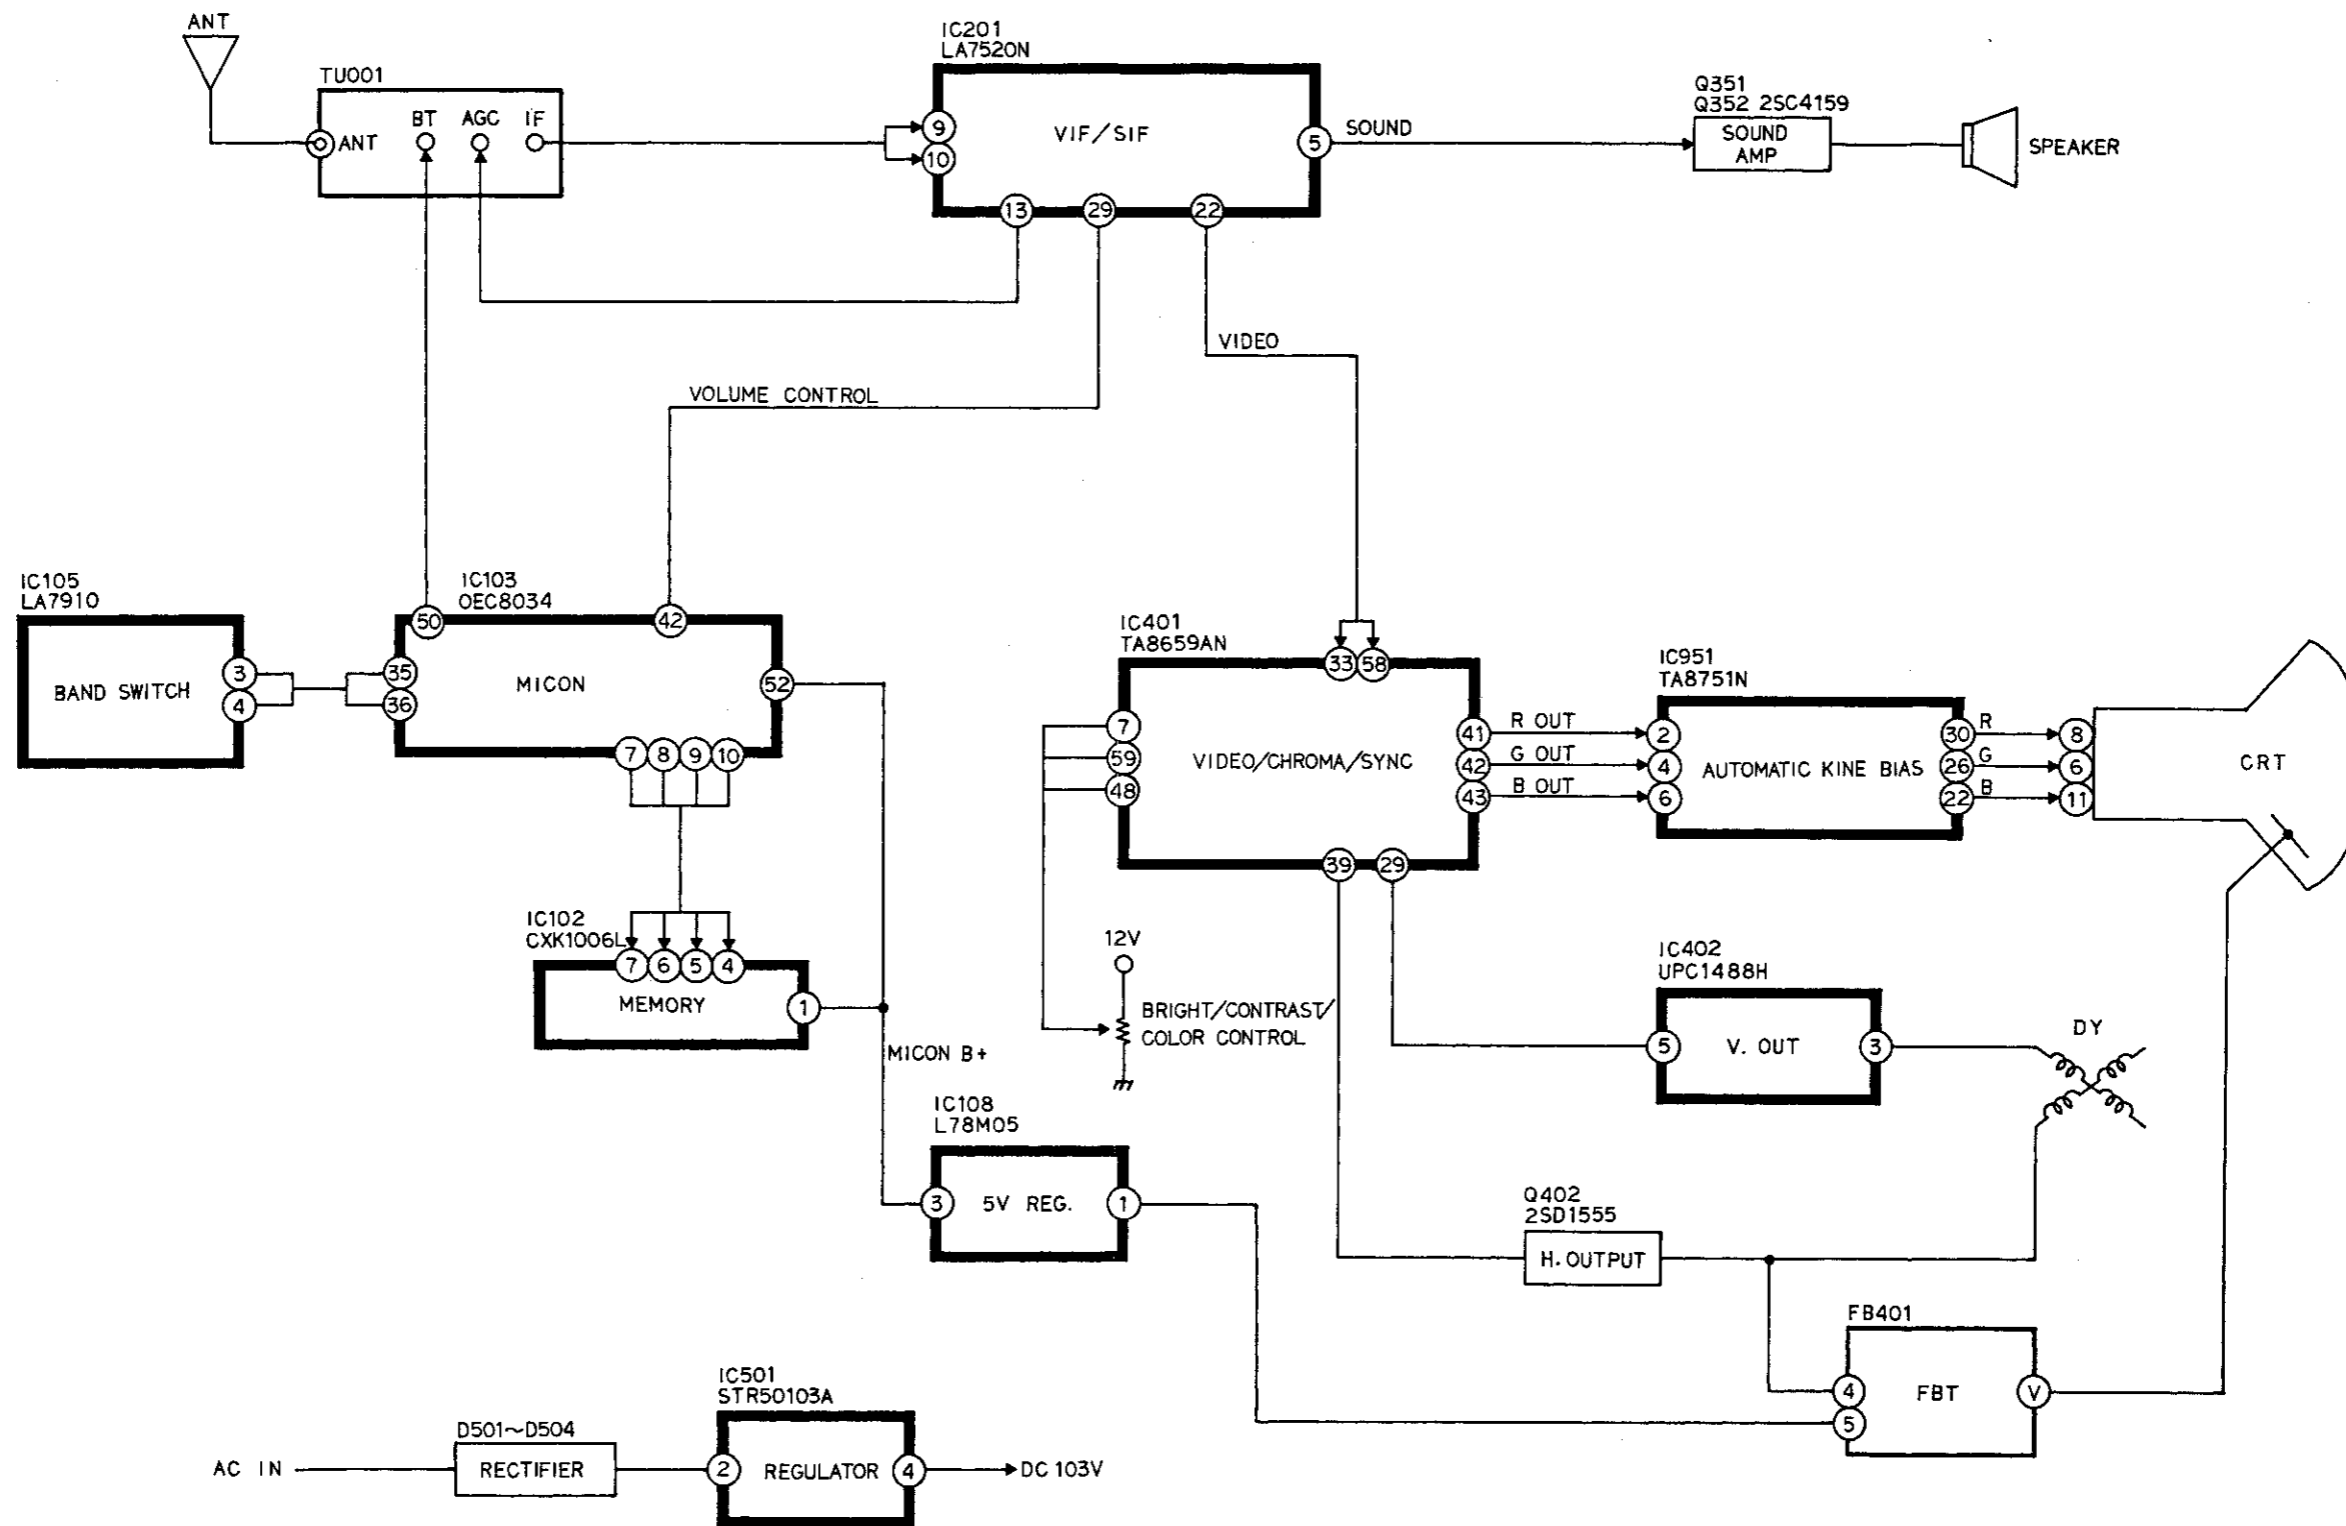 ANT
TU001
ANT
BT
AGC
IF
IC201
LA7520N
9
10
VIF/SIF
5
13
29
22
SOUND
Q351
Q352 2SC4159
SOUND
AMP
SPEAKER
VIDEO
VOLUME CONTROL
IC105
LA7910
BAND SWITCH
3
4
IC103
OEC8034
50
42
35
36
MICON
52
7
8
9
10
IC102
CXK1006L
7
6
5
4
MEMORY
1
MICON B+
IC401
TA8659AN
33
58
7
59
48
VIDEO/CHROMA/SYNC
41
42
43
39
29
R OUT
G OUT
B OUT
IC951
TA8751N
2
4
6
AUTOMATIC KINE BIAS
30
26
22
R
G
B
8
6
11
CRT
12V
BRIGHT/CONTRAST/
COLOR CONTROL
IC402
UPC1488H
5
V. OUT
3
DY
IC108
L78M05
3
5V REG.
1
Q402
2SD1555
H. OUTPUT
FB401
4
5
FBT
V
IC501
STR50103A
D501~D504
AC IN
RECTIFIER
2
REGULATOR
4
DC 103V